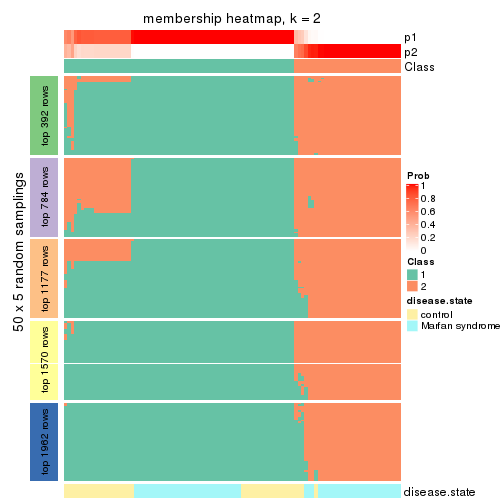 membership heatmap, k = 2
p1
p2
Class
50 x 5 random samplings
top 392 rows
top 784 rows
top 1177 rows
top 1570 rows
top 1962 rows
disease.state
Prob
1
0.8
0.6
0.4
0.2
0
Class
1
2
disease.state
control
Marfan syndrome